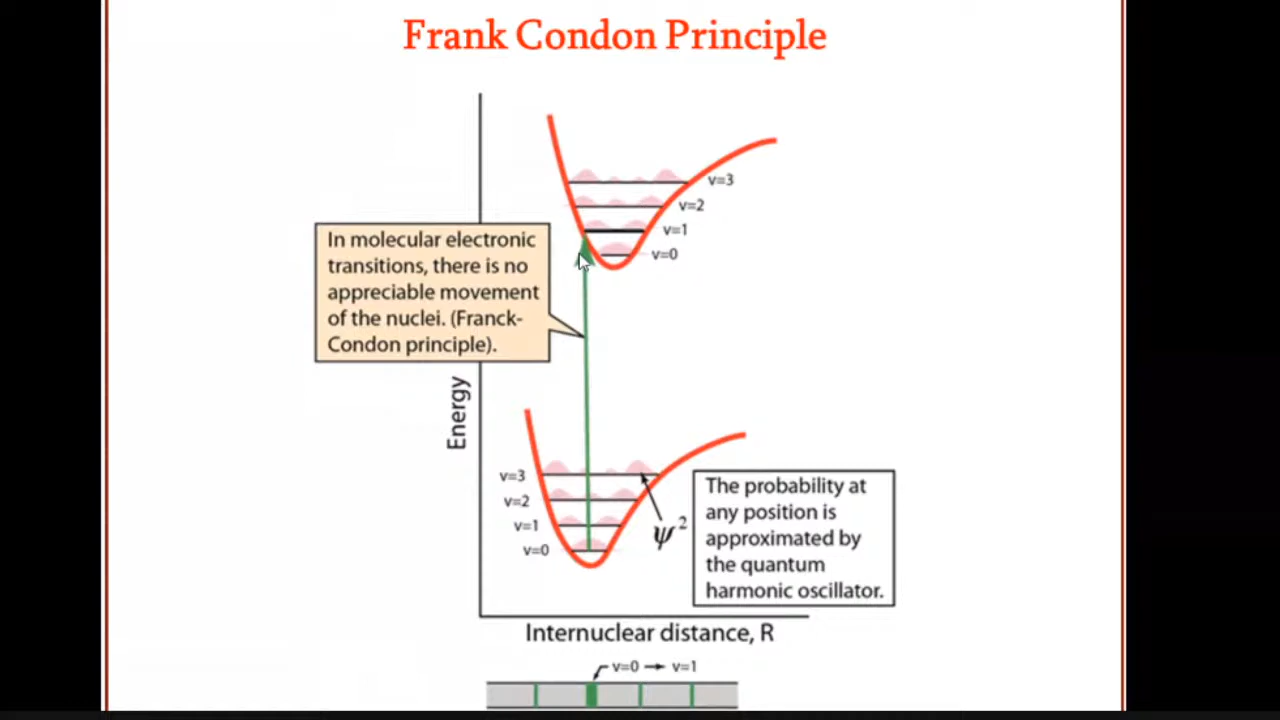 Frank Condon Principle
v=3
v=2
v=1
v=0
In molecular electronic
transitions, there is no
appreciable movement
of the nuclei. (Franck-
Condon principle).
Energy
v=3
v=2
v=1
v=0
ψ²
The probability at
any position is
approximated by
the quantum
harmonic oscillator.
Internuclear distance, R
v=0 → v=1